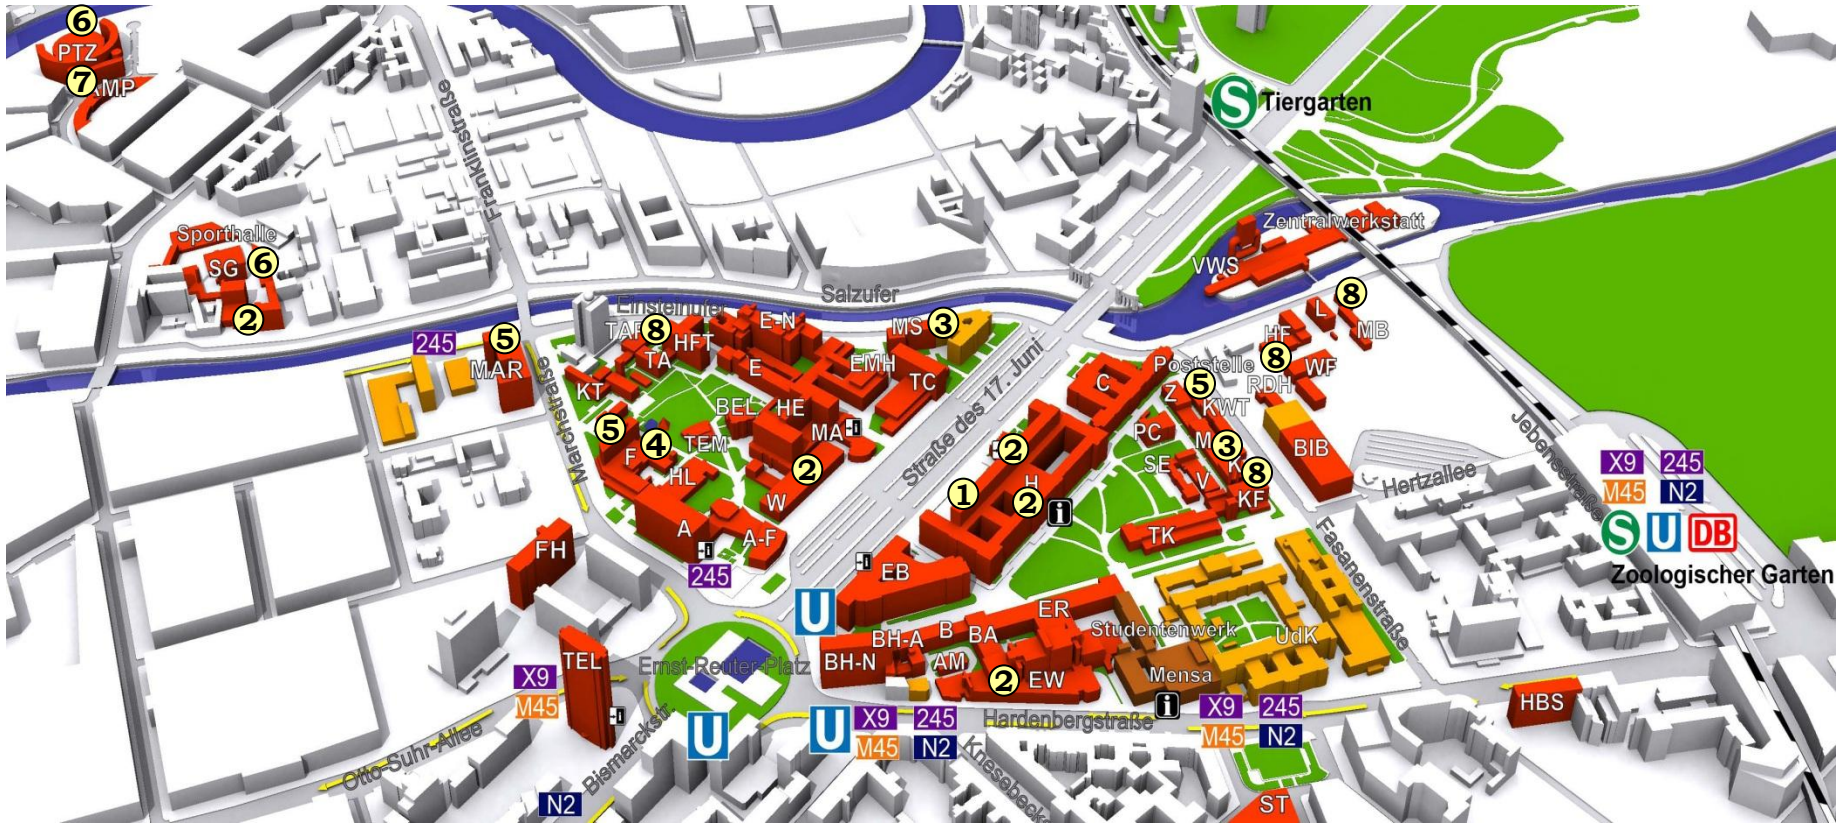 6
PTZ
7
AMP
Franklinstraße
S Tiergarten
Sporthalle
SG
6
2
Zentralwerkstatt
VWS
Salzufer
Einsteinufer
245
5
MAR
Marchstraße
TAP
8
TA
HFT
E-N
E
EMH
MS
3
TC
KT
BEL
HE
MA
TEM
5
F
4
HL
W
2
A
A-F
245
Straße des 17. Juni
C
Poststelle
Z
5
KWT
8
L
MB
HF
8
WF
RDH
BIB
PC
M
3
K
SE
V
8
KF
TK
2
H
1
2
i
Hertzallee
Jebensstraße
X9 245
M45 N2
S U DB
Zoologischer Garten
Fasanenstraße
FH
EB
U
ER
B
BA
BH-A
BH-N
AM
2
EW
Studentenwerk
UdK
Mensa
i
TEL
X9
M45
Ernst-Reuter-Platz
U
U
X9 245
M45 N2
Hardenbergstraße
X9 245
M45 N2
HBS
Otto-Suhr-Allee
Bismarckstr.
N2
ST